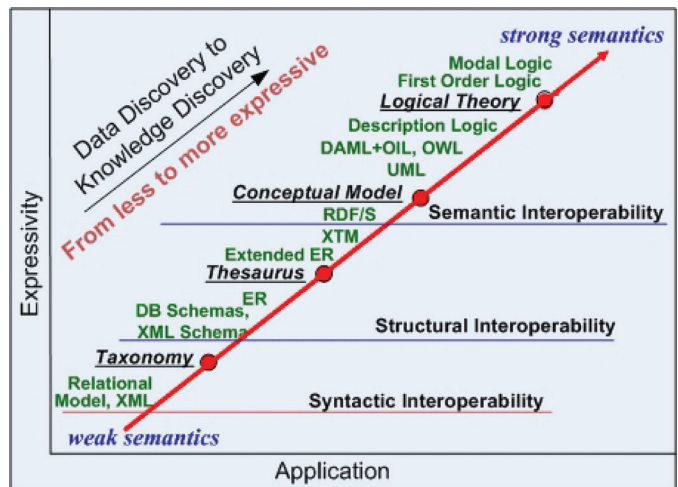 strong semantics
Modal Logic
First Order Logic
Logical Theory
Data Discovery to
Knowledge Discovery
From less to more expressive
Description Logic
DAML+OIL, OWL
UML
Conceptual Model
RDF/S
Semantic Interoperability
XTM
Extended ER
Thesaurus
ER
DB Schemas,
XML Schema
Structural Interoperability
Taxonomy
Relational
Model, XML
Syntactic Interoperability
weak semantics
Expressivity
Application